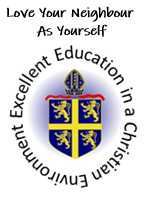 Love Your Neighbour
As Yourself
Excellent Education in a Christian Environment